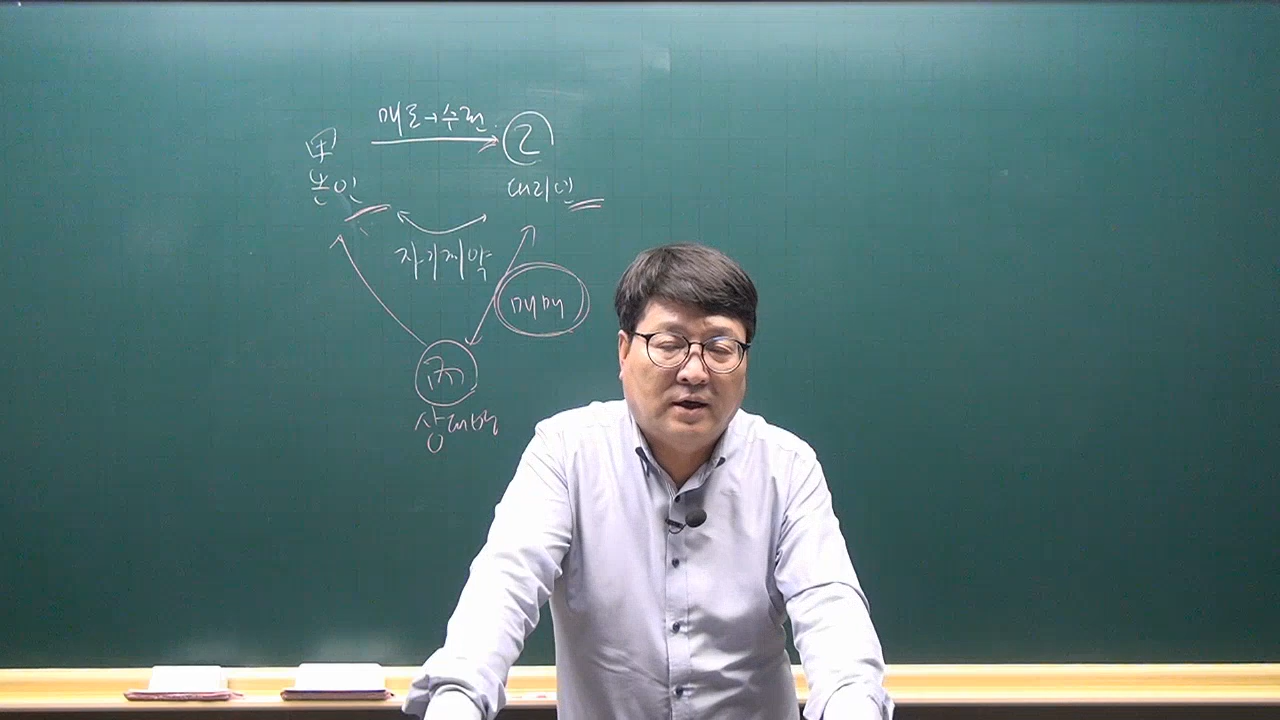 매도→수권
甲 乙
본인 대리인
자기계약
매매
丙
상대방